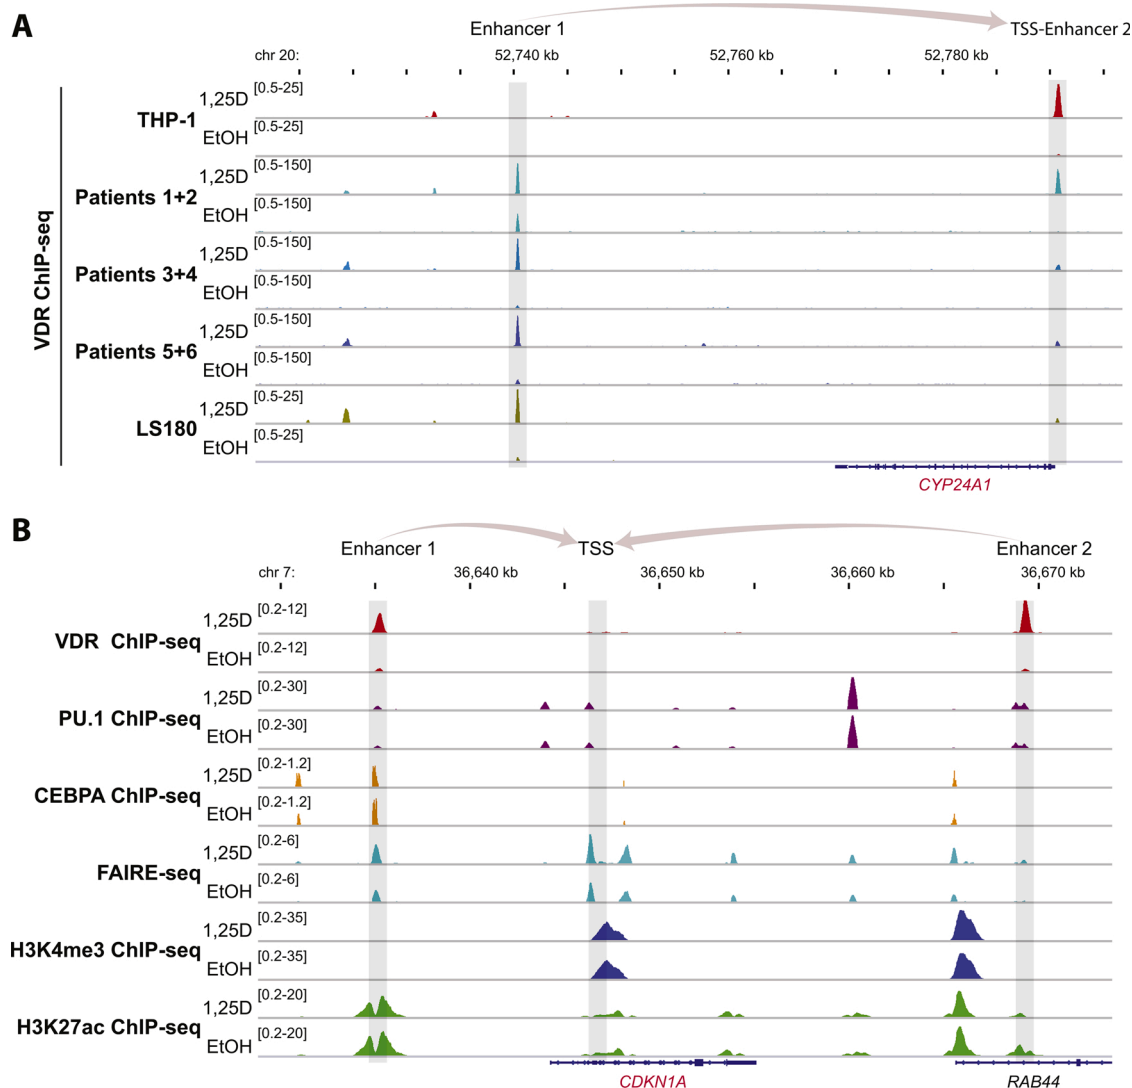 A
Enhancer 1
TSS-Enhancer 2
chr 20:
52,740 kb
52,760 kb
52,780 kb
VDR ChIP-seq
THP-1
1,25D
[0.5-25]
EtOH
[0.5-25]
Patients 1+2
1,25D
[0.5-150]
EtOH
[0.5-150]
Patients 3+4
1,25D
[0.5-150]
EtOH
[0.5-150]
Patients 5+6
1,25D
[0.5-150]
EtOH
[0.5-150]
LS180
1,25D
[0.5-25]
EtOH
[0.5-25]
CYP24A1
B
Enhancer 1
TSS
Enhancer 2
chr 7:
36,640 kb
36,650 kb
36,660 kb
36,670 kb
VDR ChIP-seq
1,25D
[0.2-12]
EtOH
[0.2-12]
PU.1 ChIP-seq
1,25D
[0.2-30]
EtOH
[0.2-30]
CEBPA ChIP-seq
1,25D
[0.2-1.2]
EtOH
[0.2-1.2]
FAIRE-seq
1,25D
[0.2-6]
EtOH
[0.2-6]
H3K4me3 ChIP-seq
1,25D
[0.2-35]
EtOH
[0.2-35]
H3K27ac ChIP-seq
1,25D
[0.2-20]
EtOH
[0.2-20]
CDKN1A
RAB44